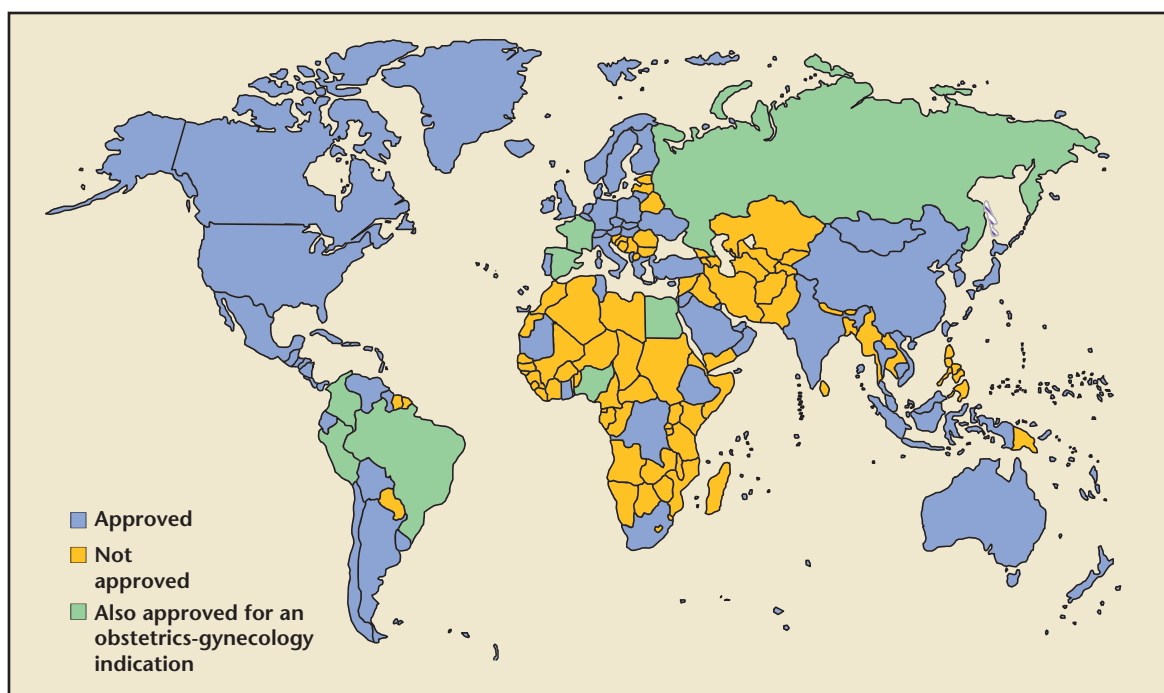 Approved
Not
approved
Also approved for an
obstetrics-gynecology
indication